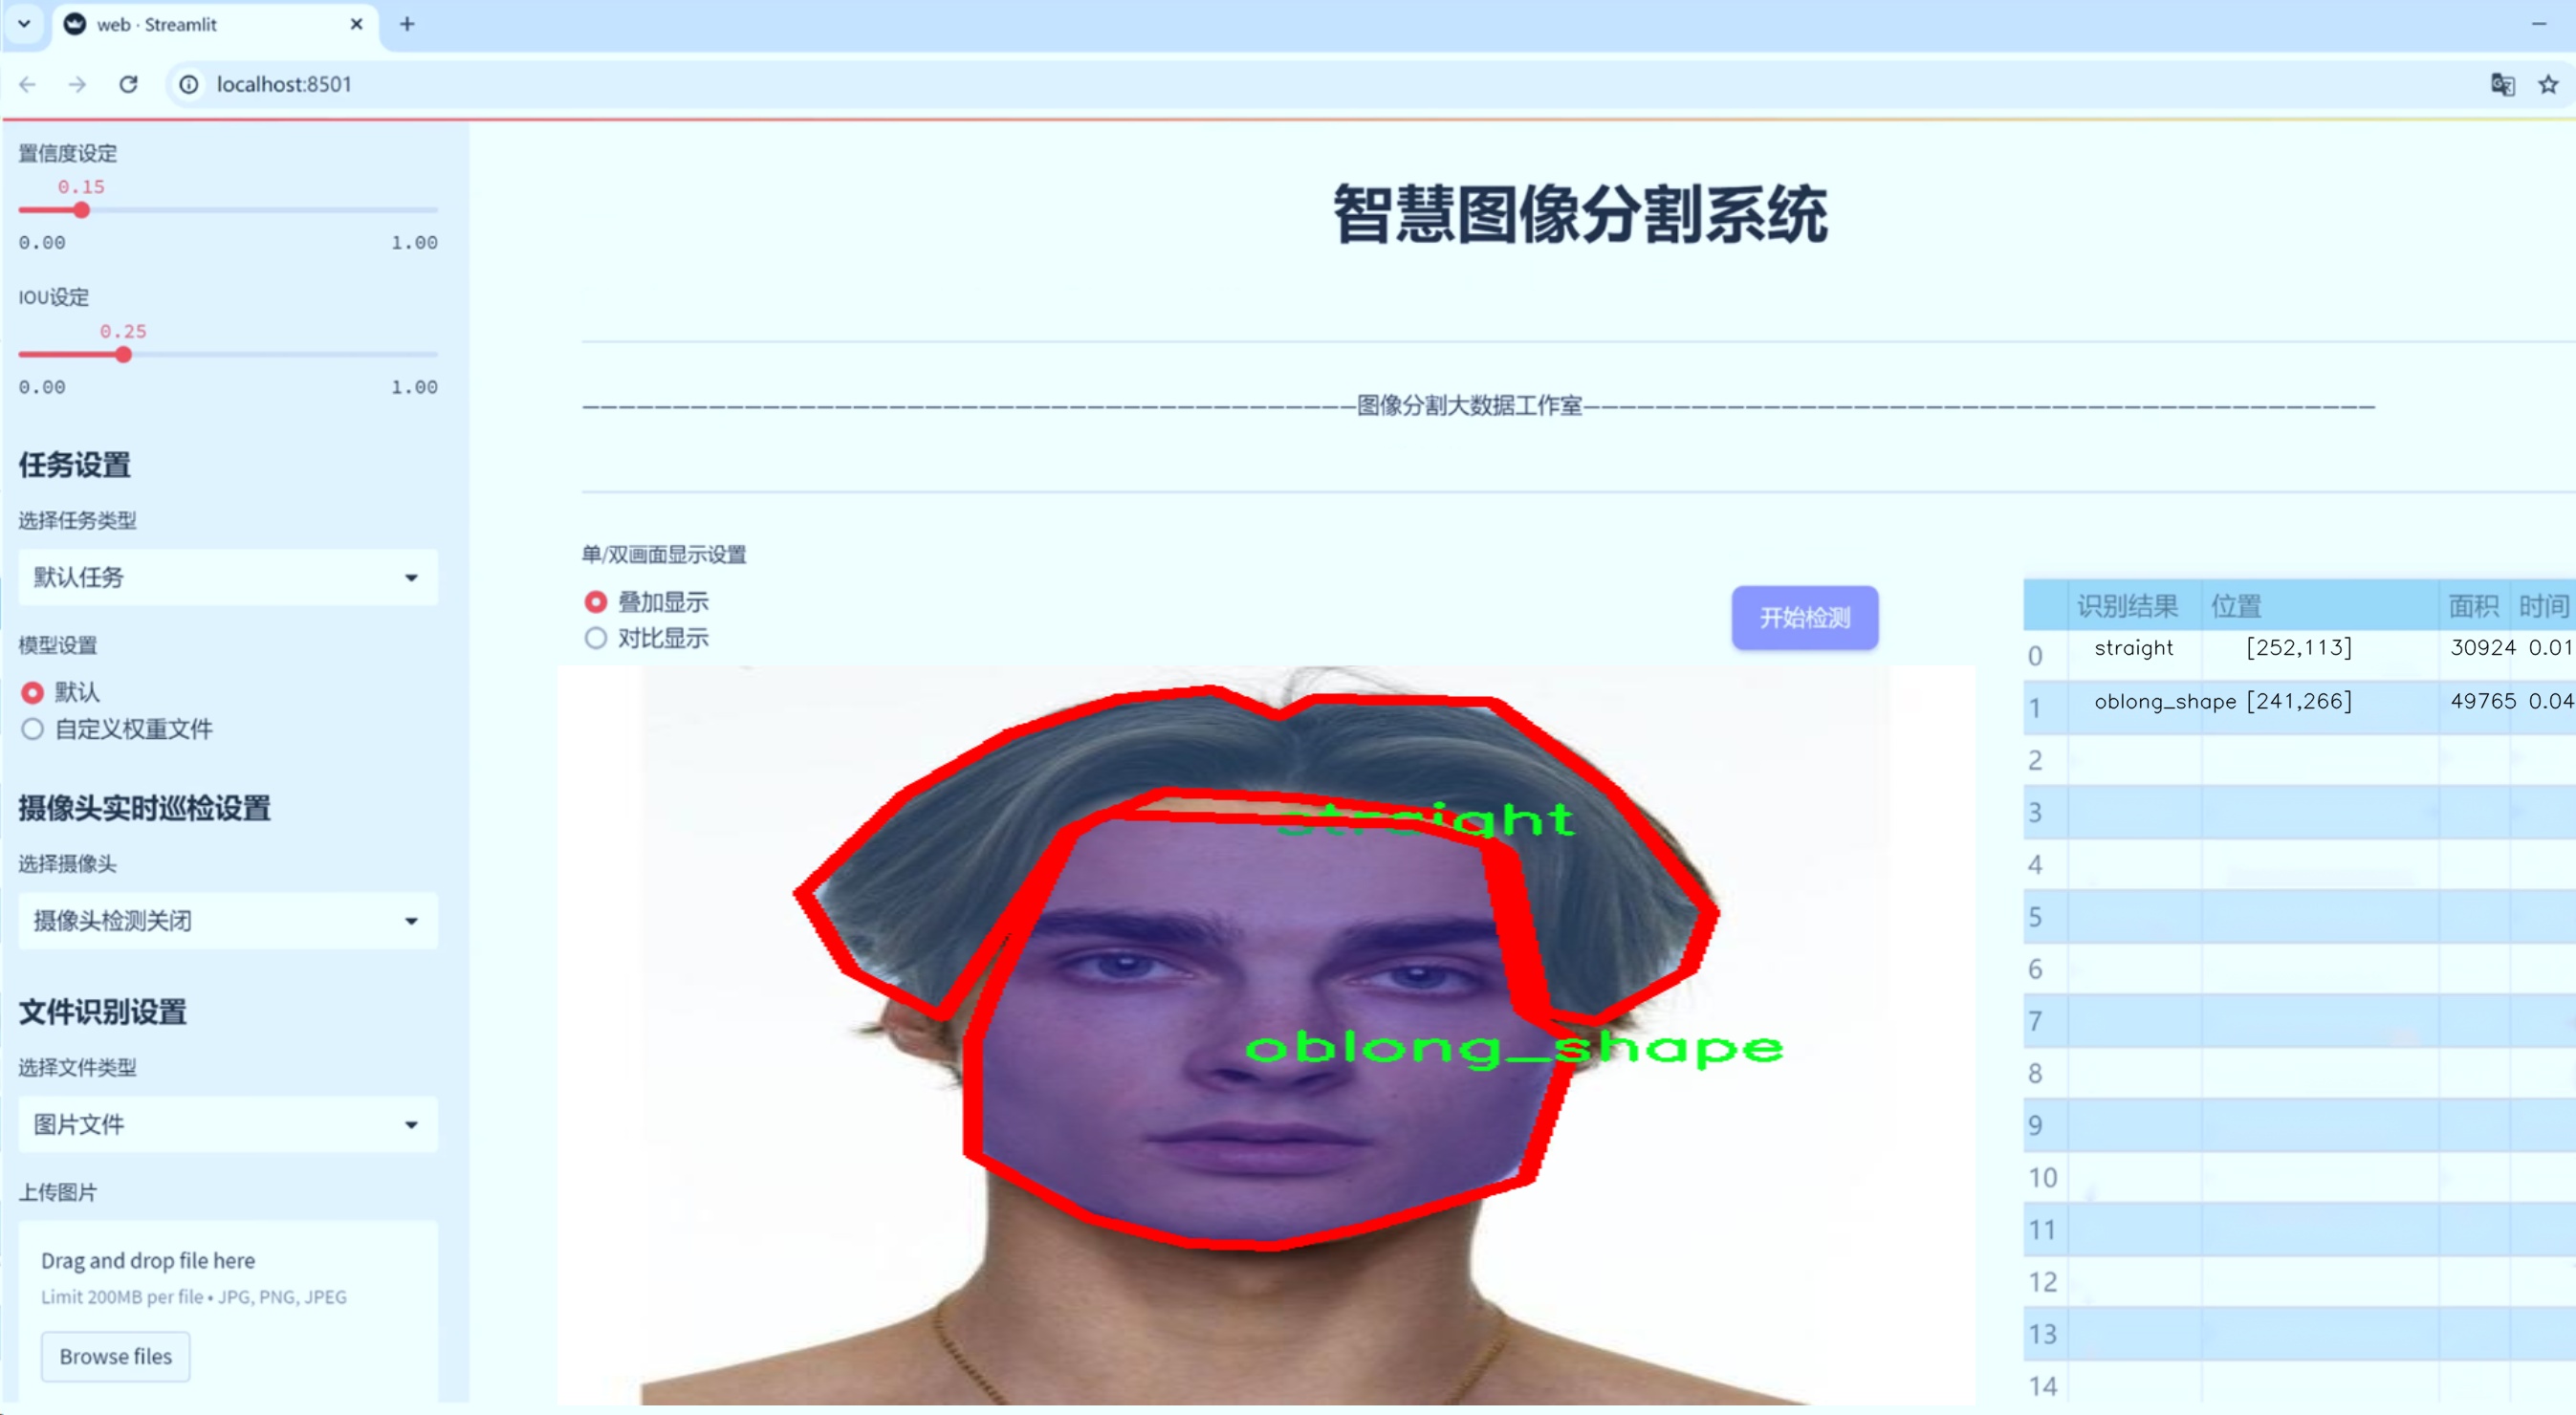 web · Streamlit
localhost:8501
置信度设定
0.15
0.00 1.00
IOU设定
0.25
0.00 1.00
任务设置
选择任务类型
默认任务
模型设置
默认
自定义权重文件
摄像头实时巡检设置
选择摄像头
摄像头检测关闭
文件识别设置
选择文件类型
图片文件
上传图片
Drag and drop file here
Limit 200MB per file • JPG, PNG, JPEG
Browse files
智慧图像分割系统
图像分割大数据工作室
单/双画面显示设置
叠加显示
对比显示
开始检测
straight
oblong_shape
识别结果 位置 面积 时间
0 straight [252,113] 30924 0.01
1 oblong_shape [241,266] 49765 0.04
2
3
4
5
6
7
8
9
10
11
12
13
14